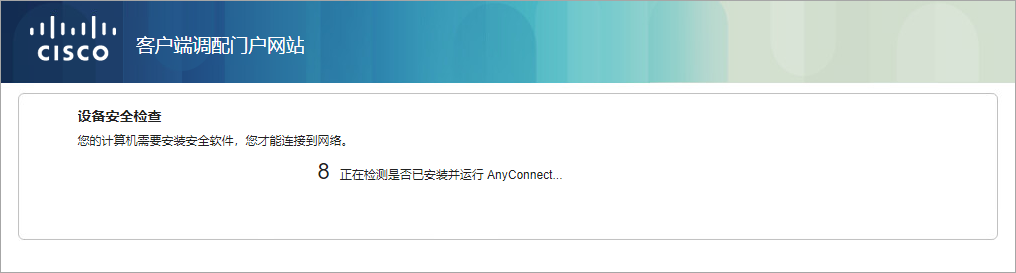 CISCO
客户端调配门户网站
设备安全检查
您的计算机需要安装安全软件，您才能连接到网络。
8 正在检测是否已安装并运行 AnyConnect...